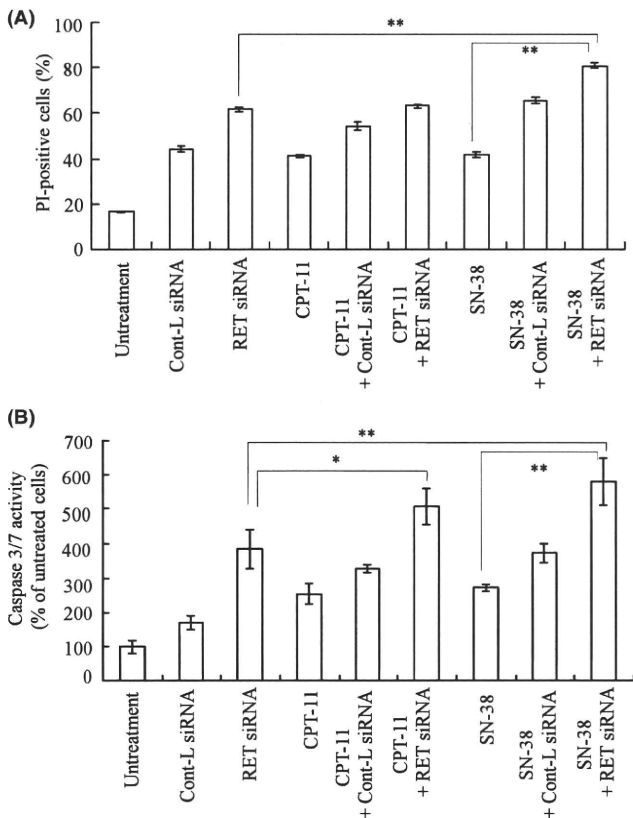 (A)
PI-positive cells (%)
100
80
60
40
20
0
**
**
Untreatment
Cont-L siRNA
RET siRNA
CPT-11
CPT-11
+ Cont-L siRNA
CPT-11
+ RET siRNA
SN-38
SN-38
+ Cont-L siRNA
SN-38
+ RET siRNA
(B)
Caspase 3/7 activity
(% of untreated cells)
700
600
500
400
300
200
100
0
**
*
**
Untreatment
Cont-L siRNA
RET siRNA
CPT-11
CPT-11
+ Cont-L siRNA
CPT-11
+ RET siRNA
SN-38
SN-38
+ Cont-L siRNA
SN-38
+ RET siRNA